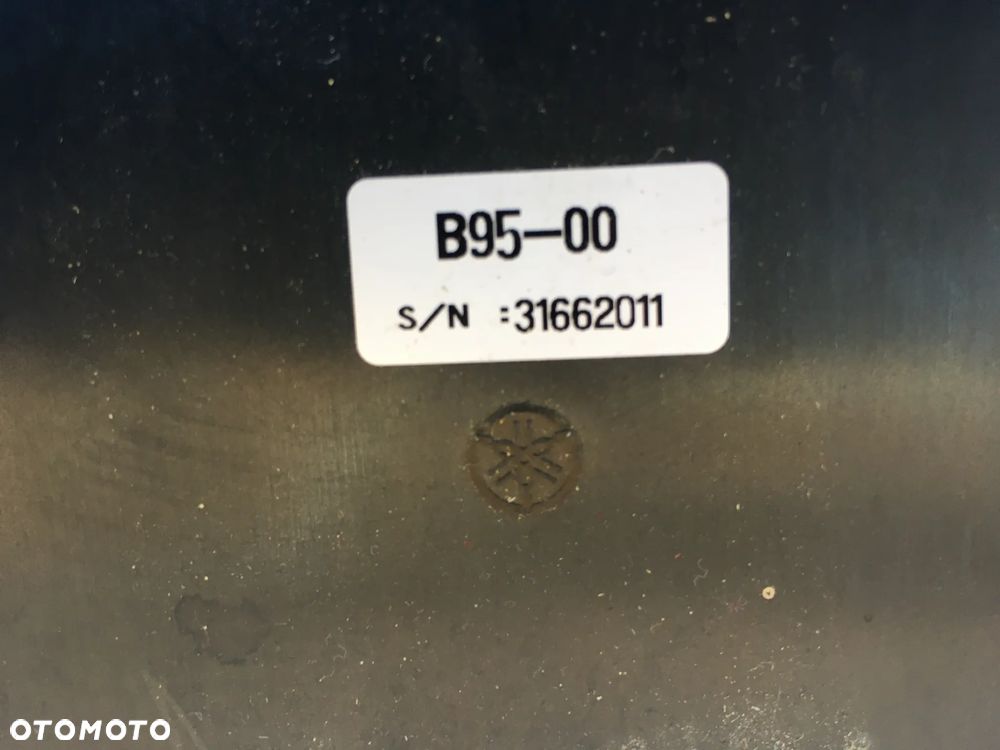 B95-00
S/N :31662011
OTOMOTO